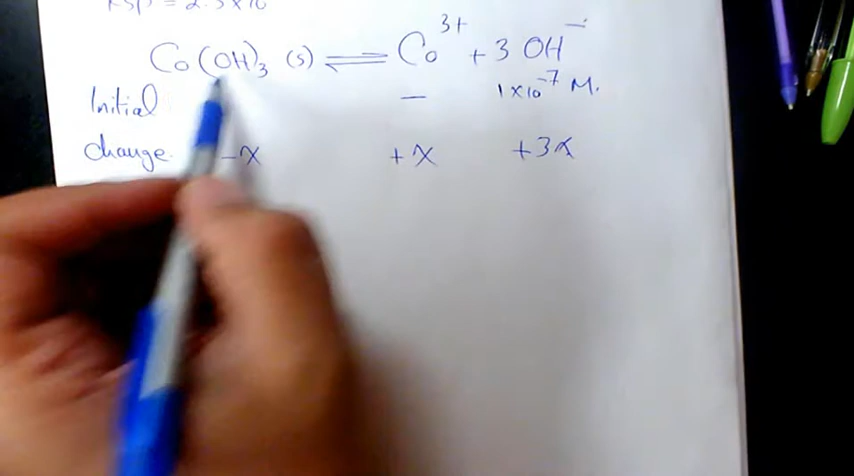 Co(OH)₃ (s) ⇌ Co³⁺ + 3 OH⁻
Initial – 1×10⁻⁷ M.
change -x +x +3x